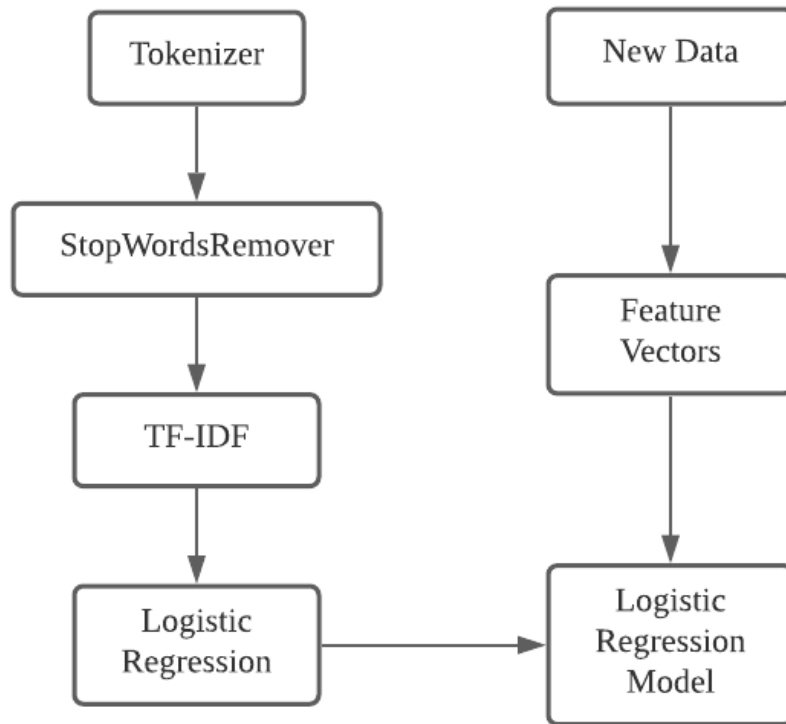 Tokenizer
StopWordsRemover
TF-IDF
Logistic
Regression
New Data
Feature
Vectors
Logistic
Regression
Model